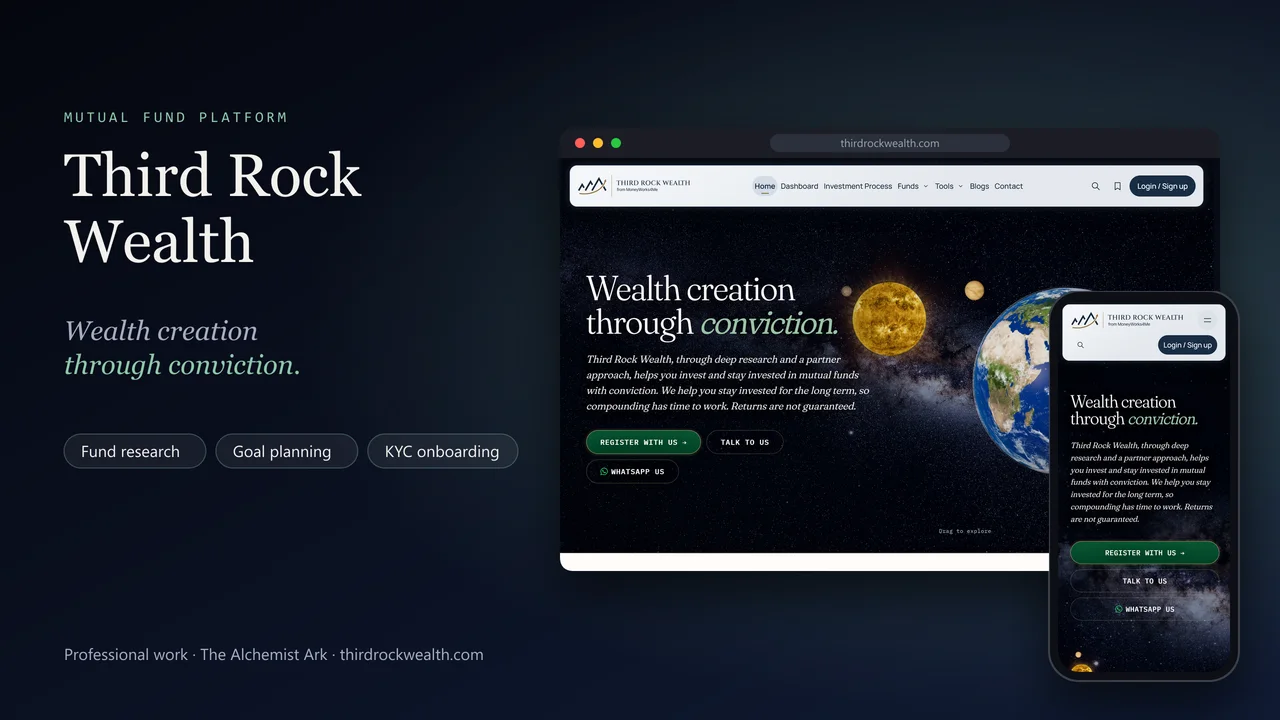 MUTUAL FUND PLATFORM
Third Rock
Wealth
Wealth creation
through conviction.
Fund research
Goal planning
KYC onboarding
Professional work · The Alchemist Ark · thirdrockwealth.com
thirdrockwealth.com
THIRD ROCK WEALTH
from MoneyWorks4Me
Home Dashboard Investment Process Funds Tools Blogs Contact
Login / Sign up
Wealth creation
through conviction.
Third Rock Wealth, through deep research and a partner
approach, helps you invest and stay invested in mutual funds
with conviction. We help you stay invested for the long term, so
compounding has time to work. Returns are not guaranteed.
REGISTER WITH US →
TALK TO US
WHATSAPP US
Drag to explore
THIRD ROCK WEALTH
from MoneyWorks4Me
Login / Sign up
Wealth creation
through conviction.
Third Rock Wealth, through deep
research and a partner approach, helps
you invest and stay invested in mutual
funds with conviction. We help you stay
invested for the long term, so
compounding has time to work. Returns
are not guaranteed.
REGISTER WITH US →
TALK TO US
WHATSAPP US